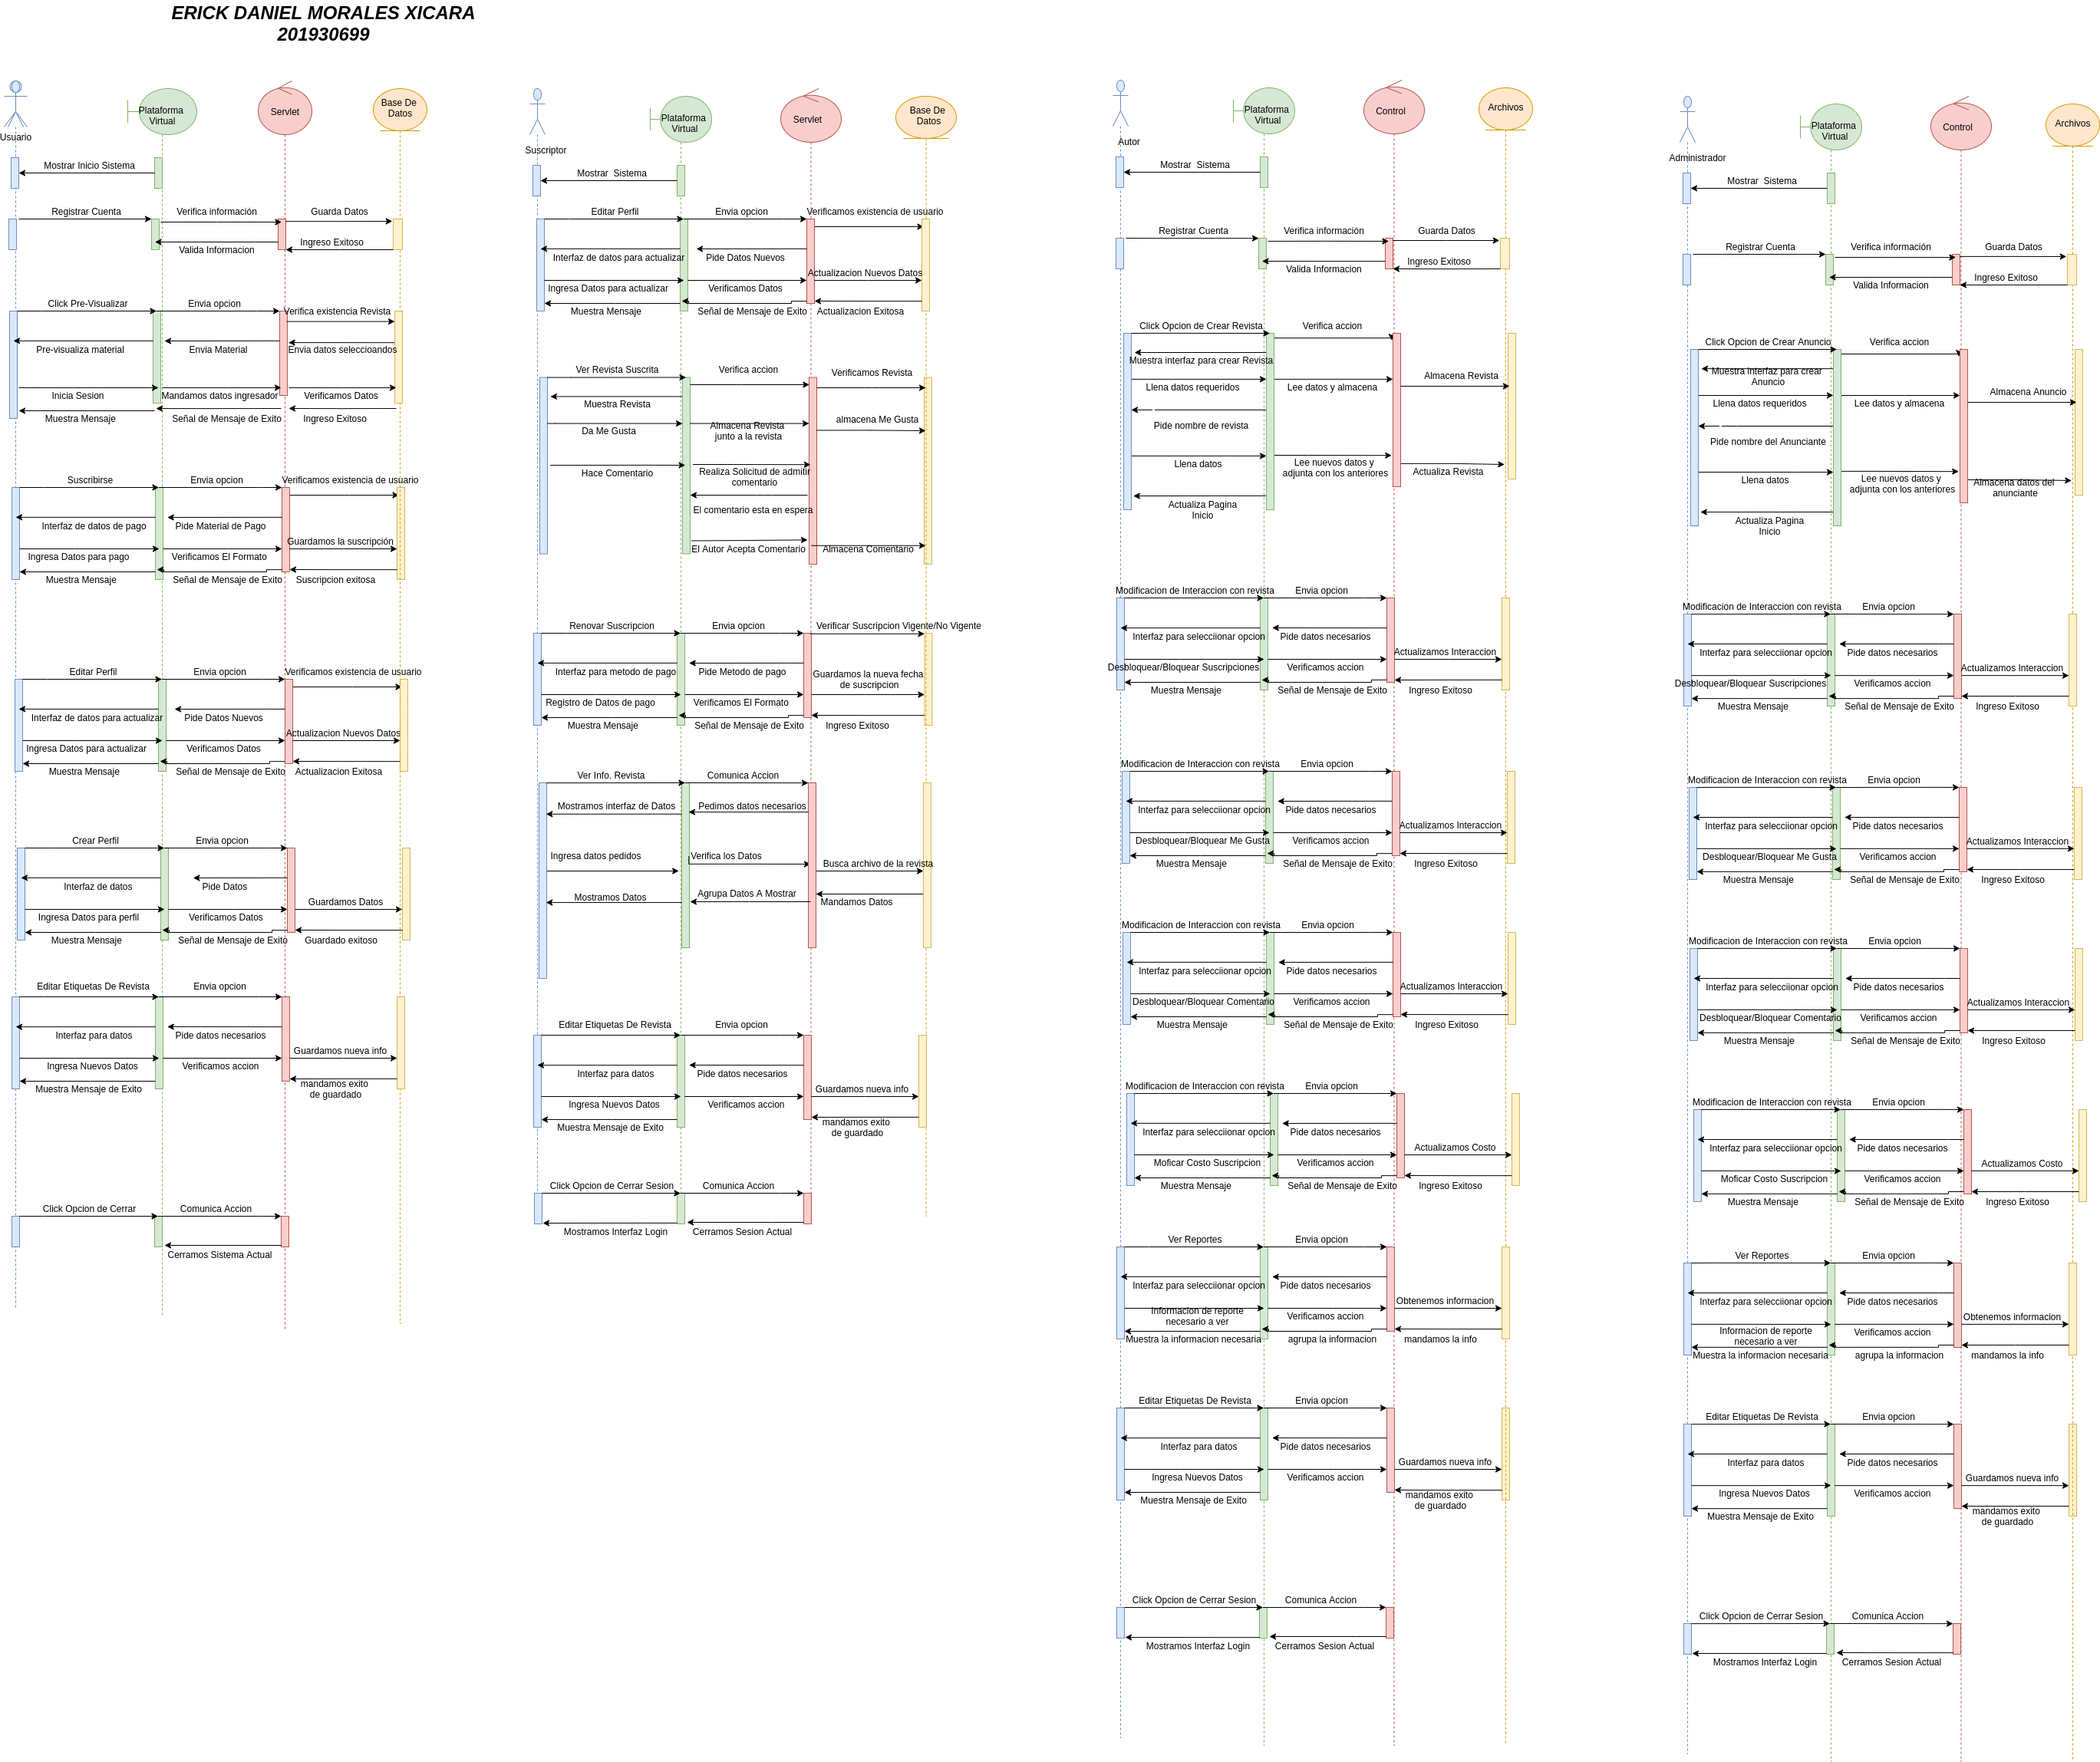 ERICK DANIEL MORALES XICARA
201930699
Usuario
Plataforma
Virtual
Servlet
Base De
Datos
Mostrar Inicio Sistema
Registrar Cuenta
Verifica información
Guarda Datos
Valida Informacion
Ingreso Exitoso
Click Pre-Visualizar
Envia opcion
Verifica existencia Revista
Pre-visualiza material
Envia Material
Envia datos seleccioandos
Inicia Sesion
Mandamos datos ingresador
Verificamos Datos
Muestra Mensaje
Señal de Mensaje de Exito
Ingreso Exitoso
Suscribirse
Envia opcion
Verificamos existencia de usuario
Interfaz de datos de pago
Pide Material de Pago
Guardamos la suscripción
Ingresa Datos para pago
Verificamos El Formato
Muestra Mensaje
Señal de Mensaje de Exito
Suscripcion exitosa
Editar Perfil
Envia opcion
Verificamos existencia de usuario
Interfaz de datos para actualizar
Pide Datos Nuevos
Actualizacion Nuevos Datos
Ingresa Datos para actualizar
Verificamos Datos
Muestra Mensaje
Señal de Mensaje de Exito
Actualizacion Exitosa
Crear Perfil
Envia opcion
Interfaz de datos
Pide Datos
Guardamos Datos
Ingresa Datos para perfil
Verificamos Datos
Muestra Mensaje
Señal de Mensaje de Exito
Guardado exitoso
Editar Etiquetas De Revista
Envia opcion
Interfaz para datos
Pide datos necesarios
Guardamos nueva info
Ingresa Nuevos Datos
Verificamos accion
Muestra Mensaje de Exito
mandamos exito
de guardado
Click Opcion de Cerrar
Comunica Accion
Cerramos Sistema Actual
Suscriptor
Plataforma
Virtual
Servlet
Base De
Datos
Mostrar  Sistema
Editar Perfil
Envia opcion
Verificamos existencia de usuario
Interfaz de datos para actualizar
Pide Datos Nuevos
Actualizacion Nuevos Datos
Ingresa Datos para actualizar
Verificamos Datos
Muestra Mensaje
Señal de Mensaje de Exito
Actualizacion Exitosa
Ver Revista Suscrita
Verifica accion
Verificamos Revista
Muestra Revista
Da Me Gusta
Almacena Revista
junto a la revista
almacena Me Gusta
Hace Comentario
Realiza Solicitud de admitir
comentario
El comentario esta en espera
El Autor Acepta Comentario
Almacena Comentario
Renovar Suscripcion
Envia opcion
Verificar Suscripcion Vigente/No Vigente
Interfaz para metodo de pago
Pide Metodo de pago
Guardamos la nueva fecha
de suscripcion
Registro de Datos de pago
Verificamos El Formato
Muestra Mensaje
Señal de Mensaje de Exito
Ingreso Exitoso
Ver Info. Revista
Comunica Accion
Mostramos interfaz de Datos
Pedimos datos necesarios
Ingresa datos pedidos
Verifica los Datos
Busca archivo de la revista
Mostramos Datos
Agrupa Datos A Mostrar
Mandamos Datos
Editar Etiquetas De Revista
Envia opcion
Interfaz para datos
Pide datos necesarios
Guardamos nueva info
Ingresa Nuevos Datos
Verificamos accion
Muestra Mensaje de Exito
mandamos exito
de guardado
Click Opcion de Cerrar Sesion
Comunica Accion
Mostramos Interfaz Login
Cerramos Sesion Actual
Autor
Plataforma
Virtual
Control
Archivos
Mostrar  Sistema
Registrar Cuenta
Verifica información
Guarda Datos
Valida Informacion
Ingreso Exitoso
Click Opcion de Crear Revista
Verifica accion
Muestra interfaz para crear Revista
Almacena Revista
Llena datos requeridos
Lee datos y almacena
Pide nombre de revista
Llena datos
Lee nuevos datos y
adjunta con los anteriores
Actualiza Revista
Actualiza Pagina
Inicio
Modificacion de Interaccion con revista
Envia opcion
Interfaz para selecciionar opcion
Pide datos necesarios
Actualizamos Interaccion
Desbloquear/Bloquear Suscripciones
Verificamos accion
Muestra Mensaje
Señal de Mensaje de Exito
Ingreso Exitoso
Modificacion de Interaccion con revista
Envia opcion
Interfaz para selecciionar opcion
Pide datos necesarios
Actualizamos Interaccion
Desbloquear/Bloquear Me Gusta
Verificamos accion
Muestra Mensaje
Señal de Mensaje de Exito
Ingreso Exitoso
Modificacion de Interaccion con revista
Envia opcion
Interfaz para selecciionar opcion
Pide datos necesarios
Actualizamos Interaccion
Desbloquear/Bloquear Comentario
Verificamos accion
Muestra Mensaje
Señal de Mensaje de Exito
Ingreso Exitoso
Modificacion de Interaccion con revista
Envia opcion
Interfaz para selecciionar opcion
Pide datos necesarios
Actualizamos Costo
Moficar Costo Suscripcion
Verificamos accion
Muestra Mensaje
Señal de Mensaje de Exito
Ingreso Exitoso
Ver Reportes
Envia opcion
Interfaz para selecciionar opcion
Pide datos necesarios
Obtenemos informacion
Informacion de reporte
necesario a ver
Verificamos accion
Muestra la informacion necesaria
agrupa la informacion
mandamos la info
Editar Etiquetas De Revista
Envia opcion
Interfaz para datos
Pide datos necesarios
Guardamos nueva info
Ingresa Nuevos Datos
Verificamos accion
Muestra Mensaje de Exito
mandamos exito
de guardado
Click Opcion de Cerrar Sesion
Comunica Accion
Mostramos Interfaz Login
Cerramos Sesion Actual
Administrador
Plataforma
Virtual
Control
Archivos
Mostrar  Sistema
Registrar Cuenta
Verifica información
Guarda Datos
Valida Informacion
Ingreso Exitoso
Click Opcion de Crear Anuncio
Verifica accion
Muestra interfaz para crear
Anuncio
Almacena Anuncio
Llena datos requeridos
Lee datos y almacena
Pide nombre del Anunciante
Llena datos
Lee nuevos datos y
adjunta con los anteriores
Almacena datos del
anunciante
Actualiza Pagina
Inicio
Modificacion de Interaccion con revista
Envia opcion
Interfaz para selecciionar opcion
Pide datos necesarios
Actualizamos Interaccion
Desbloquear/Bloquear Suscripciones
Verificamos accion
Muestra Mensaje
Señal de Mensaje de Exito
Ingreso Exitoso
Modificacion de Interaccion con revista
Envia opcion
Interfaz para selecciionar opcion
Pide datos necesarios
Actualizamos Interaccion
Desbloquear/Bloquear Me Gusta
Verificamos accion
Muestra Mensaje
Señal de Mensaje de Exito
Ingreso Exitoso
Modificacion de Interaccion con revista
Envia opcion
Interfaz para selecciionar opcion
Pide datos necesarios
Actualizamos Interaccion
Desbloquear/Bloquear Comentario
Verificamos accion
Muestra Mensaje
Señal de Mensaje de Exito
Ingreso Exitoso
Modificacion de Interaccion con revista
Envia opcion
Interfaz para selecciionar opcion
Pide datos necesarios
Actualizamos Costo
Moficar Costo Suscripcion
Verificamos accion
Muestra Mensaje
Señal de Mensaje de Exito
Ingreso Exitoso
Ver Reportes
Envia opcion
Interfaz para selecciionar opcion
Pide datos necesarios
Obtenemos informacion
Informacion de reporte
necesario a ver
Verificamos accion
Muestra la informacion necesaria
agrupa la informacion
mandamos la info
Editar Etiquetas De Revista
Envia opcion
Interfaz para datos
Pide datos necesarios
Guardamos nueva info
Ingresa Nuevos Datos
Verificamos accion
Muestra Mensaje de Exito
mandamos exito
de guardado
Click Opcion de Cerrar Sesion
Comunica Accion
Mostramos Interfaz Login
Cerramos Sesion Actual